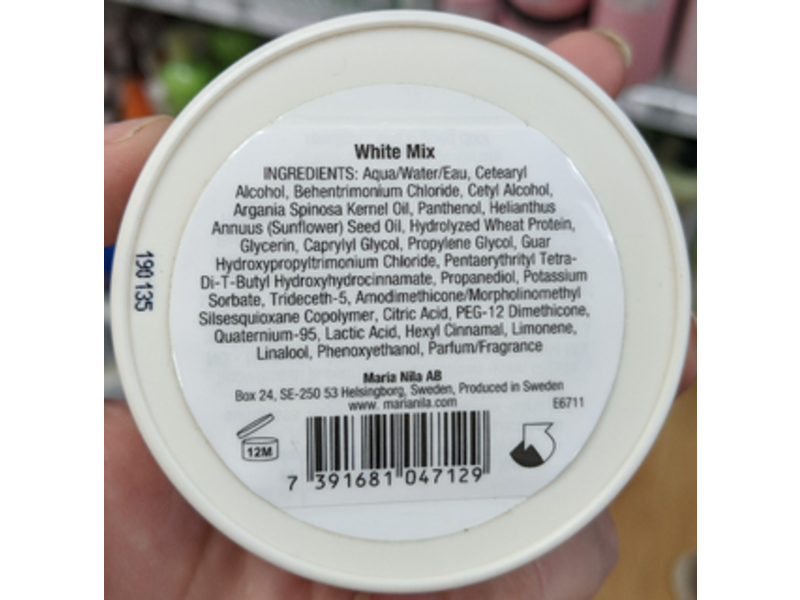 White Mix
INGREDIENTS: Aqua/Water/Eau, Cetearyl
Alcohol, Behentrimonium Chloride, Cetyl Alcohol,
Argania Spinosa Kernel Oil, Panthenol, Helianthus
Annuus (Sunflower) Seed Oil, Hydrolyzed Wheat Protein,
Glycerin, Caprylyl Glycol, Propylene Glycol, Guar
Hydroxypropyltrimonium Chloride, Pentaerythrityl Tetra-
Di-T-Butyl Hydroxyhydrocinnamate, Propanediol, Potassium
Sorbate, Trideceth-5, Amodimethicone/Morpholinomethyl
Silsesquioxane Copolymer, Citric Acid, PEG-12 Dimethicone,
Quaternium-95, Lactic Acid, Hexyl Cinnamal, Limonene,
Linalool, Phenoxyethanol, Parfum/Fragrance
Maria Nila AB
Box 24, SE-250 53 Helsingborg, Sweden, Produced in Sweden
www. marianila.com
E6711
12M
7 391681 047129
190135